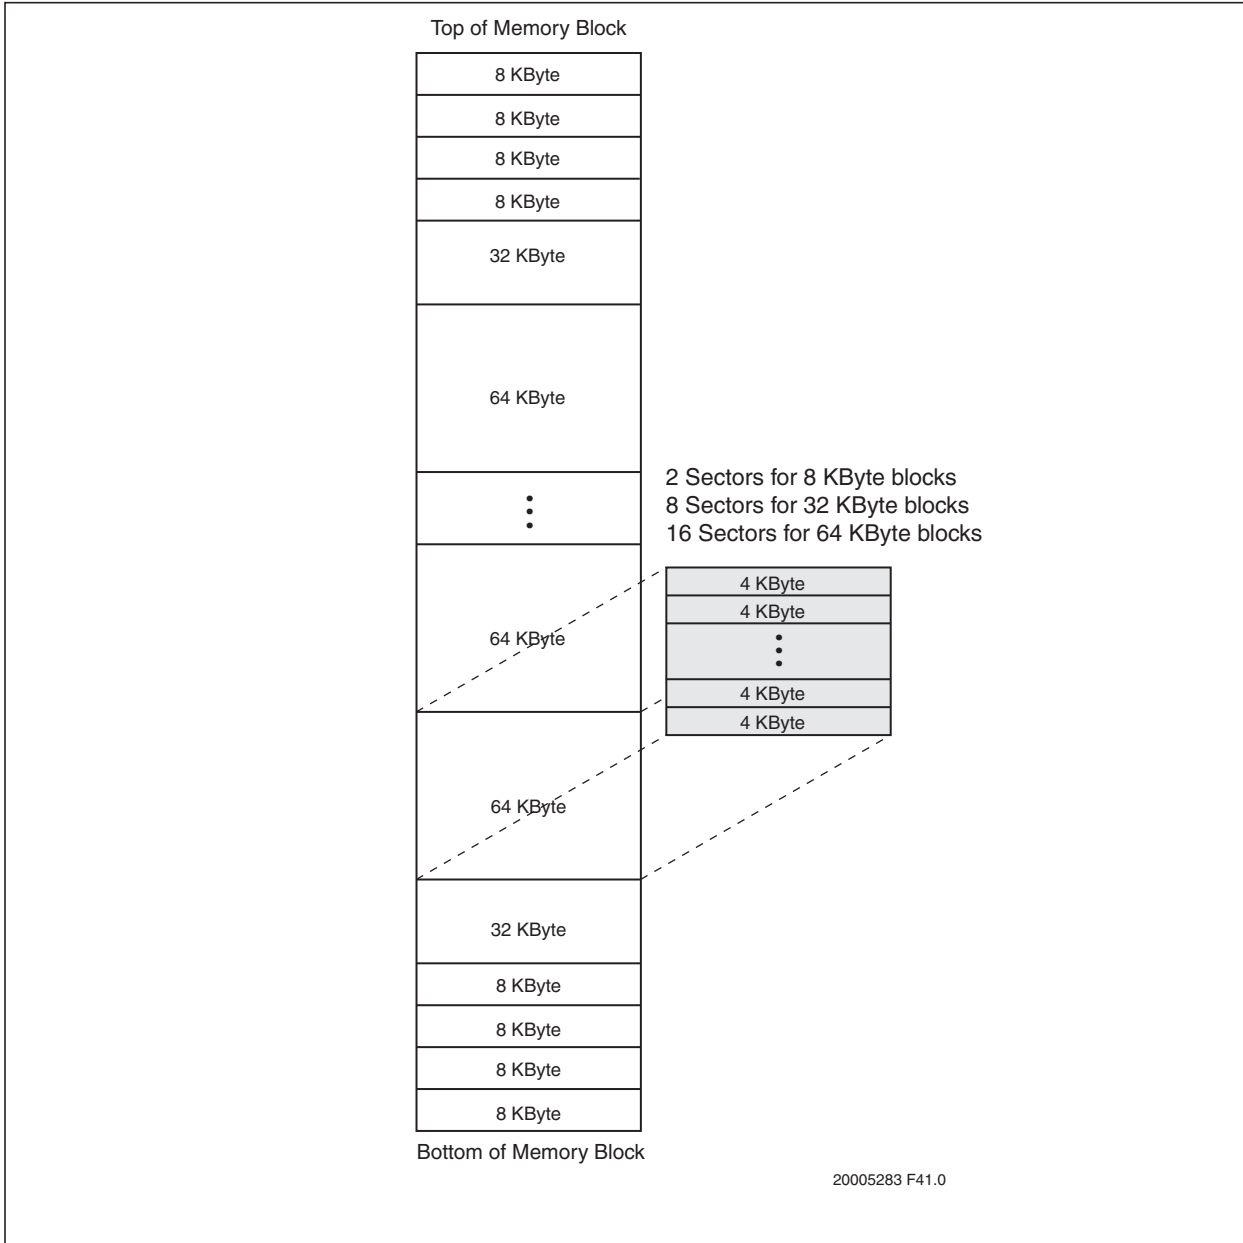 Top of Memory Block
8 KByte
8 KByte
8 KByte
8 KByte
32 KByte
64 KByte
2 Sectors for 8 KByte blocks
8 Sectors for 32 KByte blocks
16 Sectors for 64 KByte blocks
4 KByte
4 KByte
4 KByte
4 KByte
64 KByte
64 KByte
32 KByte
8 KByte
8 KByte
8 KByte
8 KByte
Bottom of Memory Block
20005283 F41.0